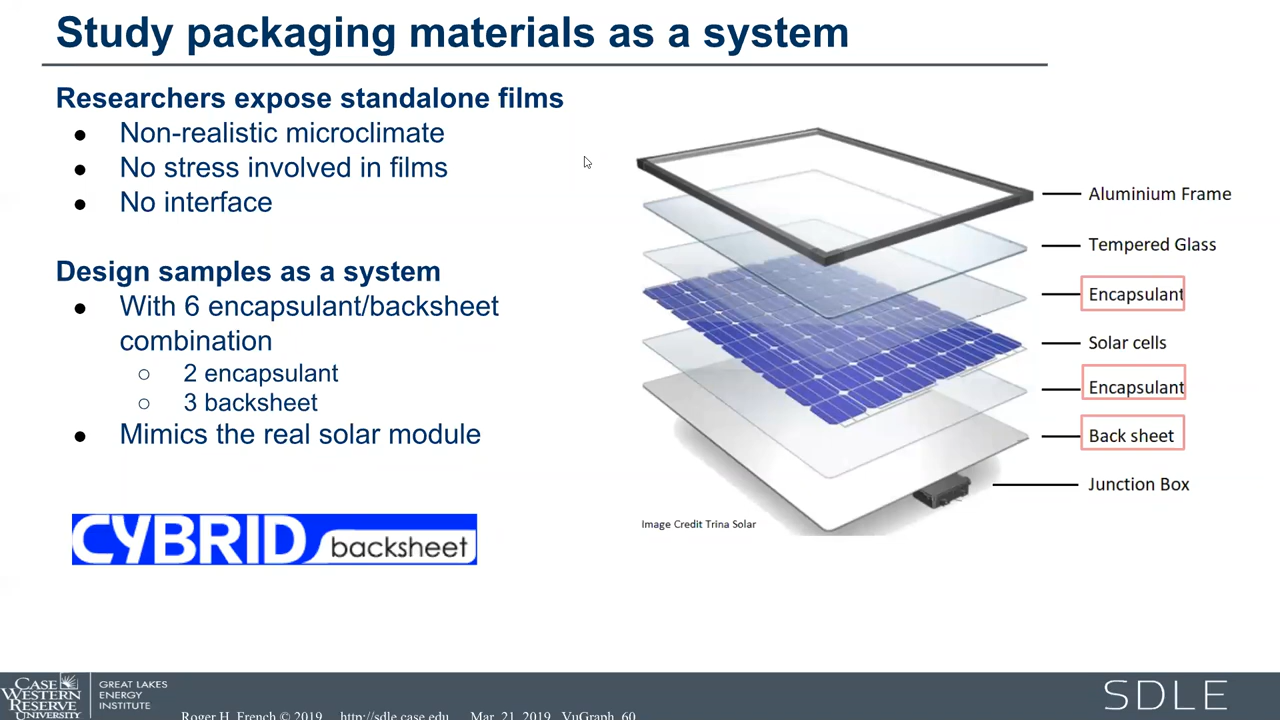 Study packaging materials as a system
Researchers expose standalone films
● Non-realistic microclimate
● No stress involved in films
● No interface
Design samples as a system
● With 6 encapsulant/backsheet
combination
○ 2 encapsulant
○ 3 backsheet
● Mimics the real solar module
CYBRID backsheet
Aluminium Frame
Tempered Glass
Encapsulant
Solar cells
Encapsulant
Back sheet
Junction Box
Image Credit Trina Solar
CASE
WESTERN
RESERVE
UNIVERSITY
GREAT LAKES
ENERGY
INSTITUTE
Roger H. French © 2019 http://sdle.case.edu Mar. 21, 2019 VuGraph 60
SDLE